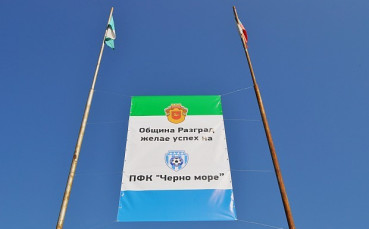 Община Разград
желае успех на
ПФК "Черно море"